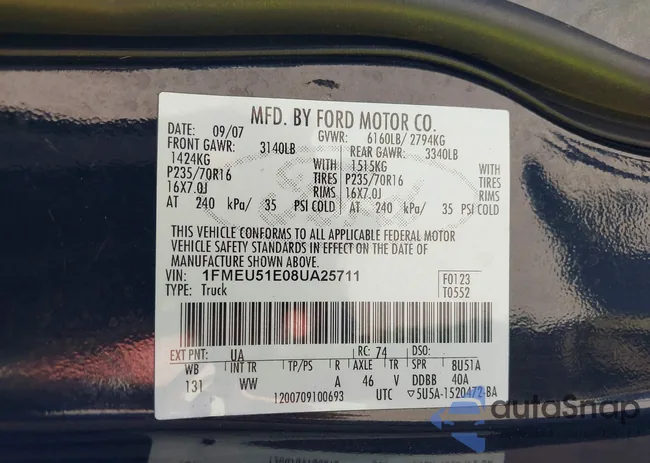 MFD. BY FORD MOTOR CO.
DATE: 09/07 GVWR: 6160LB/ 2794KG
FRONT GAWR: 3140LB REAR GAWR: 3340LB
1424KG WITH 1515KG WITH
P235/70R16 TIRES P235/70R16 TIRES
16X7.0J RIMS 16X7.0J RIMS
AT 240 kPa/ 35 PSI COLD AT 240 kPa/ 35 PSI COLD
THIS VEHICLE CONFORMS TO ALL APPLICABLE FEDERAL MOTOR
VEHICLE SAFETY STANDARDS IN EFFECT ON THE DATE OF
MANUFACTURE SHOWN ABOVE.
VIN: 1FMEU51E08UA25711 F0123
TYPE: Truck T0552
EXT PNT: UA RC: 74 DSO:
WB INT TR TP/PS R AXLE TR SPR 8U51A
131 WW A 46 V DDBB 40A
1200709100693 UTC 5U5A-1520472-BA
autoSnap